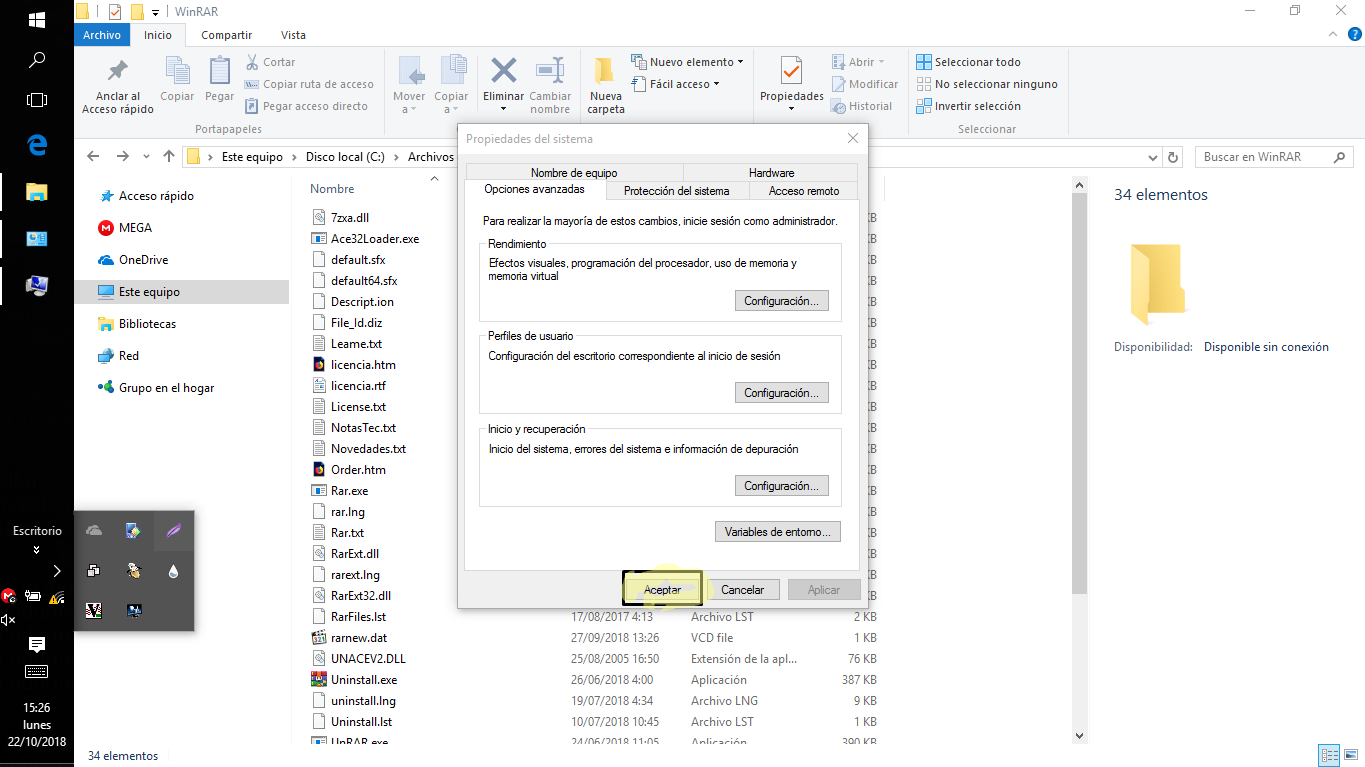 WinRAR
Archivo Inicio Compartir Vista
Anclar al
Acceso rápido
Copiar
Pegar
Cortar
Copiar ruta de acceso
Pegar acceso directo
Portapapeles
Mover
a
Copiar
a
Eliminar
Cambiar
nombre
Nueva
carpeta
Nuevo elemento
Fácil acceso
Propiedades
Abrir
Modificar
Historial
Seleccionar todo
No seleccionar ninguno
Invertir selección
Seleccionar
Este equipo Disco local (C:) Archivos
Buscar en WinRAR
Acceso rápido
MEGA
OneDrive
Este equipo
Bibliotecas
Red
Grupo en el hogar
Nombre
7zxa.dll
Ace32Loader.exe
default.sfx
default64.sfx
Descript.ion
File_Id.diz
Leame.txt
licencia.htm
licencia.rtf
License.txt
NotasTec.txt
Novedades.txt
Order.htm
Rar.exe
rar.lng
Rar.txt
RarExt.dll
rarext.lng
RarExt32.dll
RarFiles.lst 17/08/2017 4:13 Archivo LST 2 KB
rarnew.dat 27/09/2018 13:26 VCD file 1 KB
UNACEV2.DLL 25/08/2005 16:50 Extensión de la apl... 76 KB
Uninstall.exe 26/06/2018 4:00 Aplicación 387 KB
uninstall.lng 19/07/2018 4:34 Archivo LNG 9 KB
Uninstall.lst 10/07/2018 10:45 Archivo LST 1 KB
UnRAR.exe 24/06/2018 11:05 Aplicación 390 KB
Propiedades del sistema
Nombre de equipo Hardware
Opciones avanzadas Protección del sistema Acceso remoto
Para realizar la mayoría de estos cambios, inicie sesión como administrador.
Rendimiento
Efectos visuales, programación del procesador, uso de memoria y
memoria virtual
Configuración...
Perfiles de usuario
Configuración del escritorio correspondiente al inicio de sesión
Configuración...
Inicio y recuperación
Inicio del sistema, errores del sistema e información de depuración
Configuración...
Variables de entorno...
Aceptar Cancelar Aplicar
34 elementos
Disponibilidad: Disponible sin conexión
Escritorio
15:26
lunes
22/10/2018
34 elementos